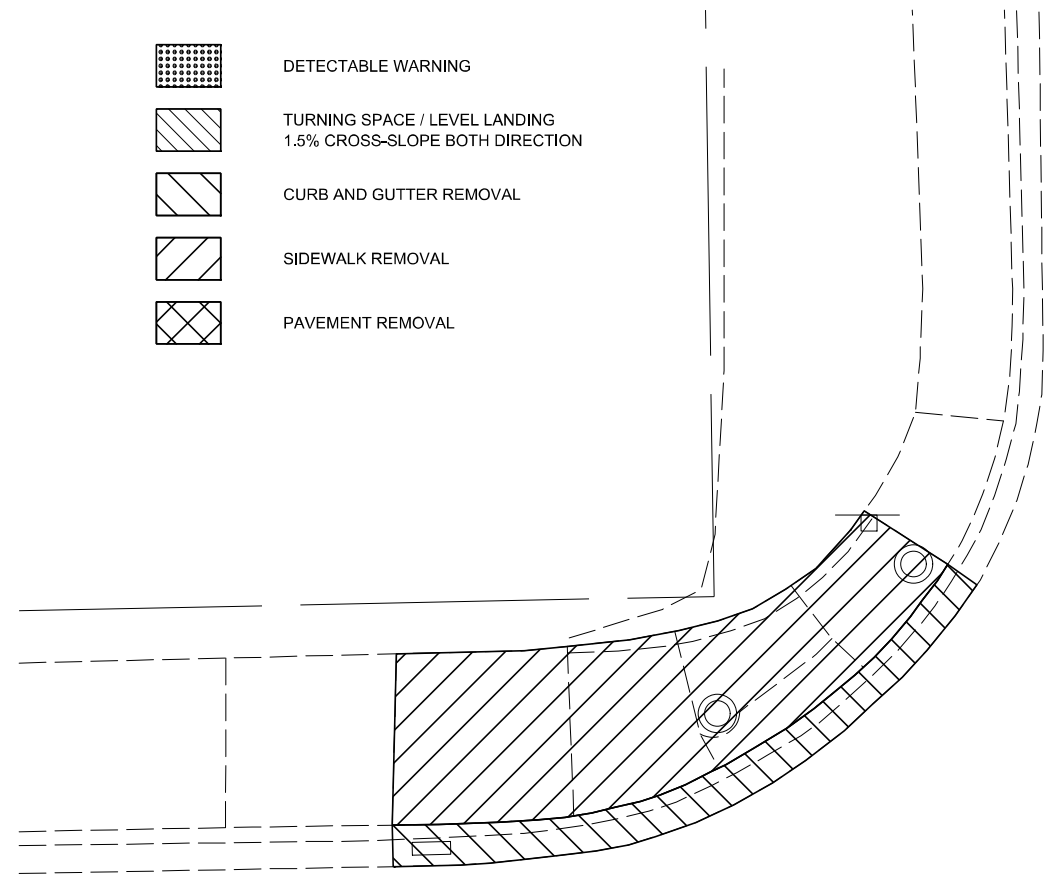 DETECTABLE WARNING
TURNING SPACE / LEVEL LANDING
1.5% CROSS-SLOPE BOTH DIRECTION
CURB AND GUTTER REMOVAL
SIDEWALK REMOVAL
PAVEMENT REMOVAL